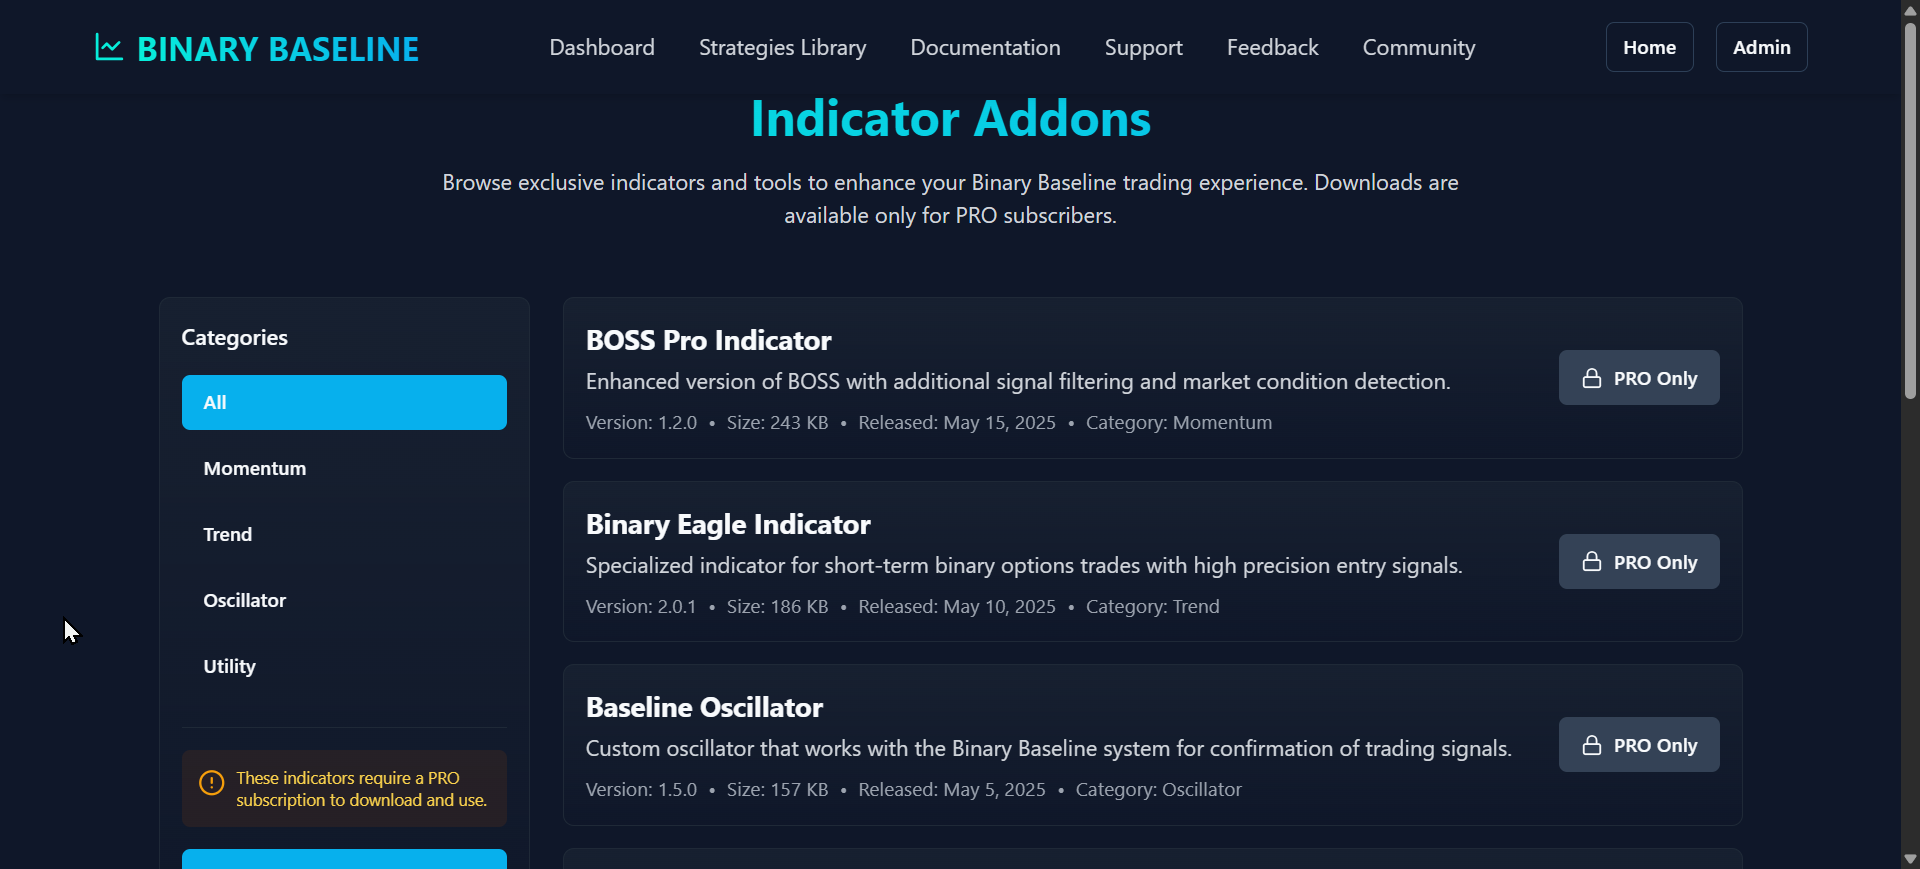 BINARY BASELINE
Dashboard
Strategies Library
Documentation
Support
Feedback
Community
Home
Admin
Indicator Addons
Browse exclusive indicators and tools to enhance your Binary Baseline trading experience. Downloads are
available only for PRO subscribers.
Categories
All
Momentum
Trend
Oscillator
Utility
These indicators require a PRO
subscription to download and use.
BOSS Pro Indicator
Enhanced version of BOSS with additional signal filtering and market condition detection.
Version: 1.2.0 • Size: 243 KB • Released: May 15, 2025 • Category: Momentum
PRO Only
Binary Eagle Indicator
Specialized indicator for short-term binary options trades with high precision entry signals.
Version: 2.0.1 • Size: 186 KB • Released: May 10, 2025 • Category: Trend
PRO Only
Baseline Oscillator
Custom oscillator that works with the Binary Baseline system for confirmation of trading signals.
Version: 1.5.0 • Size: 157 KB • Released: May 5, 2025 • Category: Oscillator
PRO Only